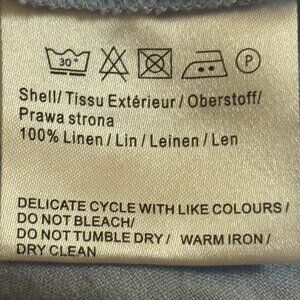 30°
P
Shell/ Tissu Extérieur / Oberstoff/
Prawa strona
100% Linen / Lin / Leinen / Len
DELICATE CYCLE WITH LIKE COLOURS /
DO NOT BLEACH/
DO NOT TUMBLE DRY / WARM IRON /
DRY CLEAN